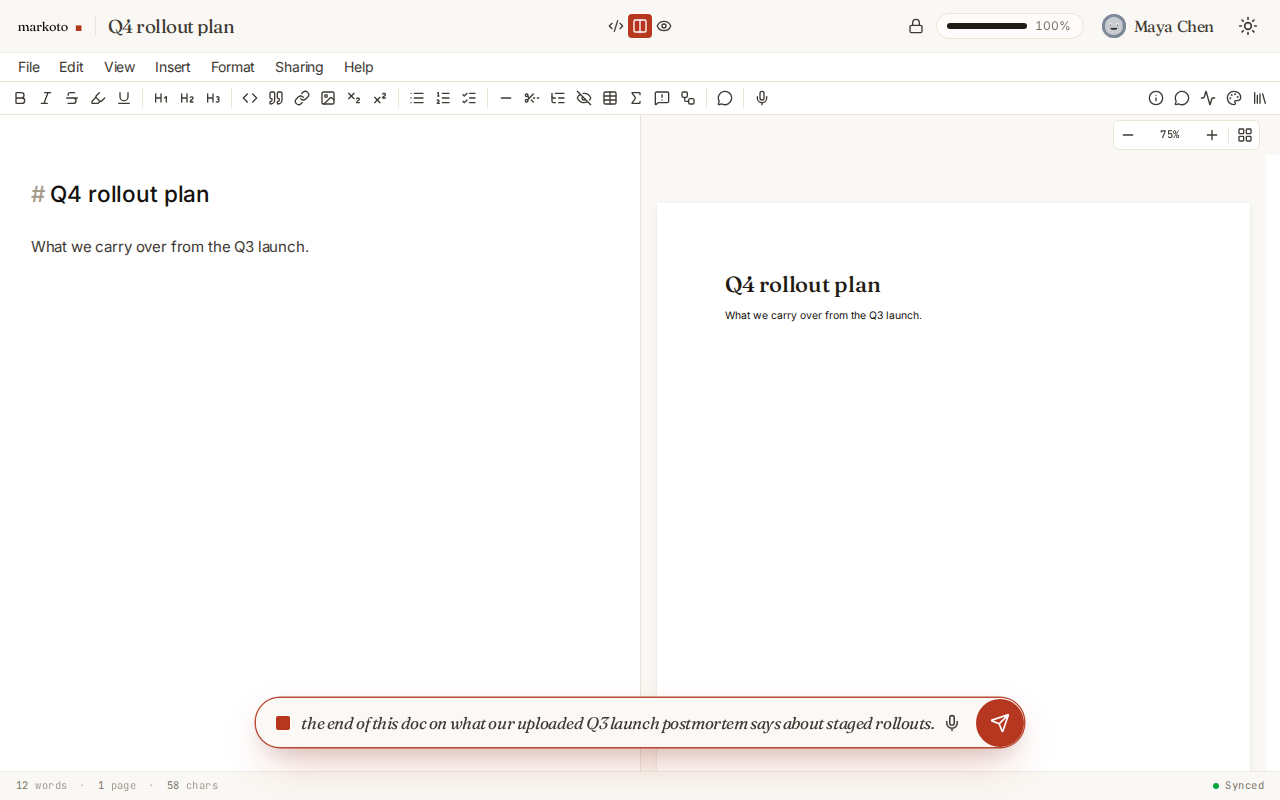 markoto
Q4 rollout plan
100%
Maya Chen
File Edit View Insert Format Sharing Help
H1 H2 H3
75%
# Q4 rollout plan
What we carry over from the Q3 launch.
Q4 rollout plan
What we carry over from the Q3 launch.
the end of this doc on what our uploaded Q3 launch postmortem says about staged rollouts.
12 words · 1 page · 58 chars
Synced